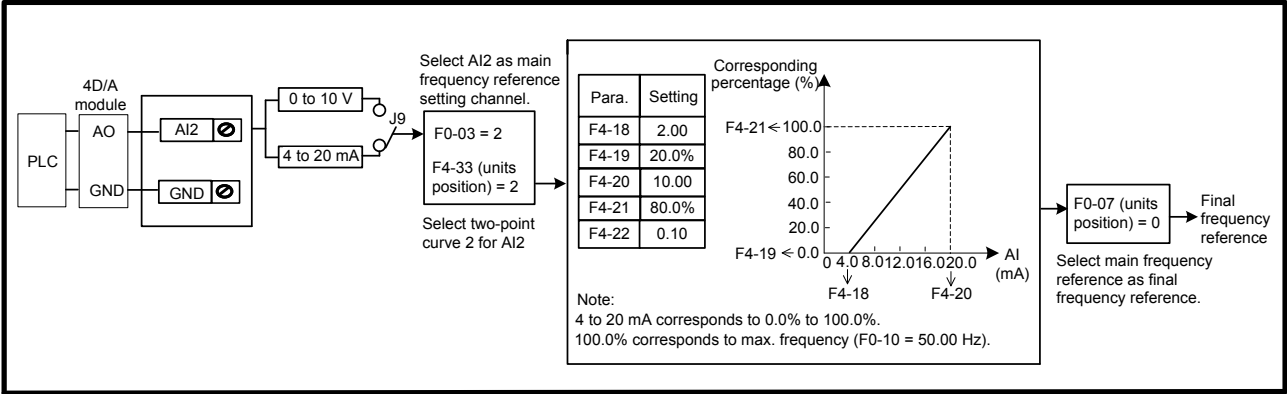 4D/A
module
PLC
AO
GND
AI2
GND
0 to 10 V
4 to 20 mA
J9
Select AI2 as main
frequency reference
setting channel.
F0-03 = 2
F4-33 (units
position) = 2
Select two-point
curve 2 for AI2
Para. Setting
F4-18 2.00
F4-19 20.0%
F4-20 10.00
F4-21 80.0%
F4-22 0.10
Corresponding
percentage (%)
F4-21 100.0
80.0
60.0
40.0
20.0
F4-19 0.0
0 4.0 8.0 12.0 16.0 20.0
AI
(mA)
F4-18 F4-20
Note:
4 to 20 mA corresponds to 0.0% to 100.0%.
100.0% corresponds to max. frequency (F0-10 = 50.00 Hz).
F0-07 (units
position) = 0
Select main frequency
reference as final
frequency reference.
Final
frequency
reference